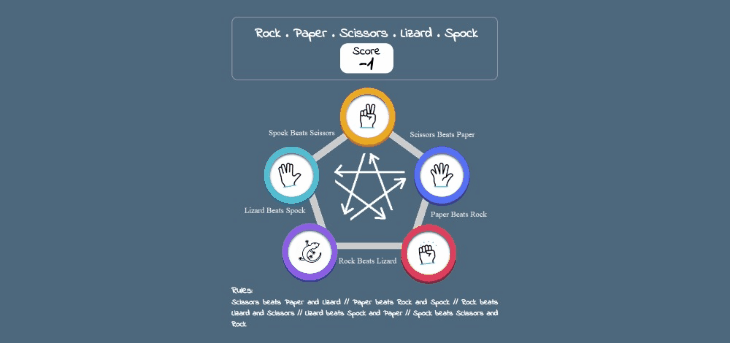 Rock . Paper . Scissors . Lizard . Spock
Score
-1
Spock Beats Scissors
Scissors Beats Paper
Lizard Beats Spock
Paper Beats Rock
Rock Beats Lizard
Rules:
Scissors beats Paper and Lizard // Paper beats Rock and Spock // Rock beats
Lizard and Scissors // Lizard beats Spock and Paper // Spock beats Scissors and
Rock